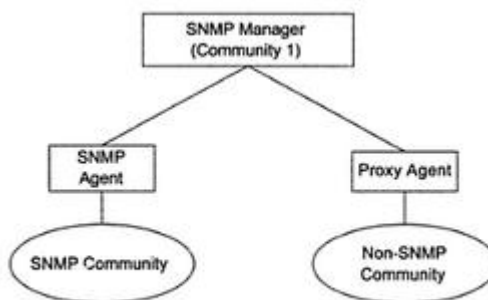 SNMP Manager
(Community 1)
SNMP
Agent
Proxy Agent
SNMP Community
Non-SNMP
Community